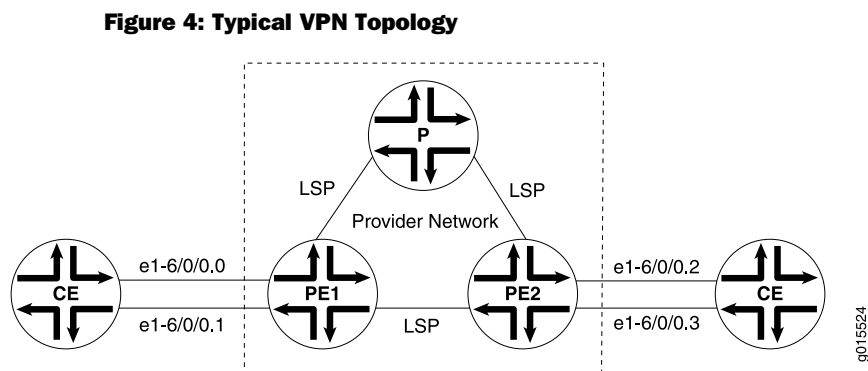 Figure 4: Typical VPN Topology
P
LSP
LSP
Provider Network
e1-6/0/0.0
e1-6/0/0.2
CE
PE1
PE2
CE
e1-6/0/0.1
LSP
e1-6/0/0.3
g015524